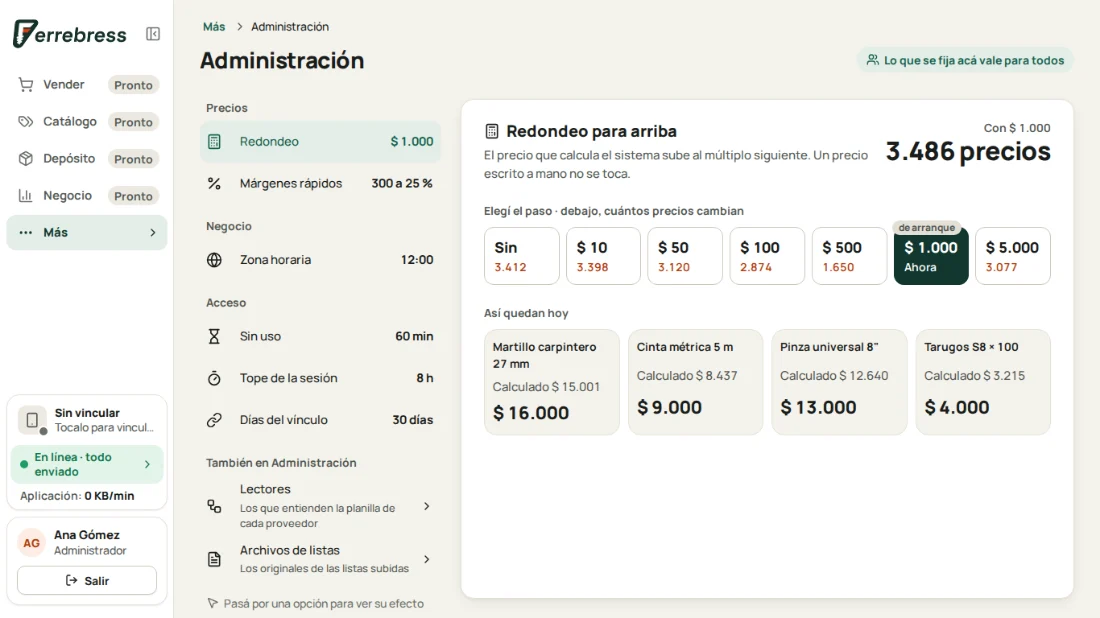 Ferrebress
Vender Pronto
Catálogo Pronto
Depósito Pronto
Negocio Pronto
Más
Sin vincular
Tocalo para vincul...
En línea · todo
enviado
Aplicación: 0 KB/min
AG
Ana Gómez
Administrador
Salir
Más > Administración
Administración
Lo que se fija acá vale para todos
Precios
Redondeo $ 1.000
Márgenes rápidos 300 a 25 %
Negocio
Zona horaria 12:00
Acceso
Sin uso 60 min
Tope de la sesión 8 h
Días del vínculo 30 días
También en Administración
Lectores
Los que entienden la planilla de
cada proveedor
Archivos de listas
Los originales de las listas subidas
Pasá por una opción para ver su efecto
Redondeo para arriba
El precio que calcula el sistema sube al múltiplo siguiente. Un precio
escrito a mano no se toca.
Con $ 1.000
3.486 precios
Elegí el paso · debajo, cuántos precios cambian
Sin
3.412
$ 10
3.398
$ 50
3.120
$ 100
2.874
$ 500
1.650
de arranque
$ 1.000
Ahora
$ 5.000
3.077
Así quedan hoy
Martillo carpintero
27 mm
Calculado $ 15.001
$ 16.000
Cinta métrica 5 m
Calculado $ 8.437
$ 9.000
Pinza universal 8"
Calculado $ 12.640
$ 13.000
Tarugos S8 × 100
Calculado $ 3.215
$ 4.000